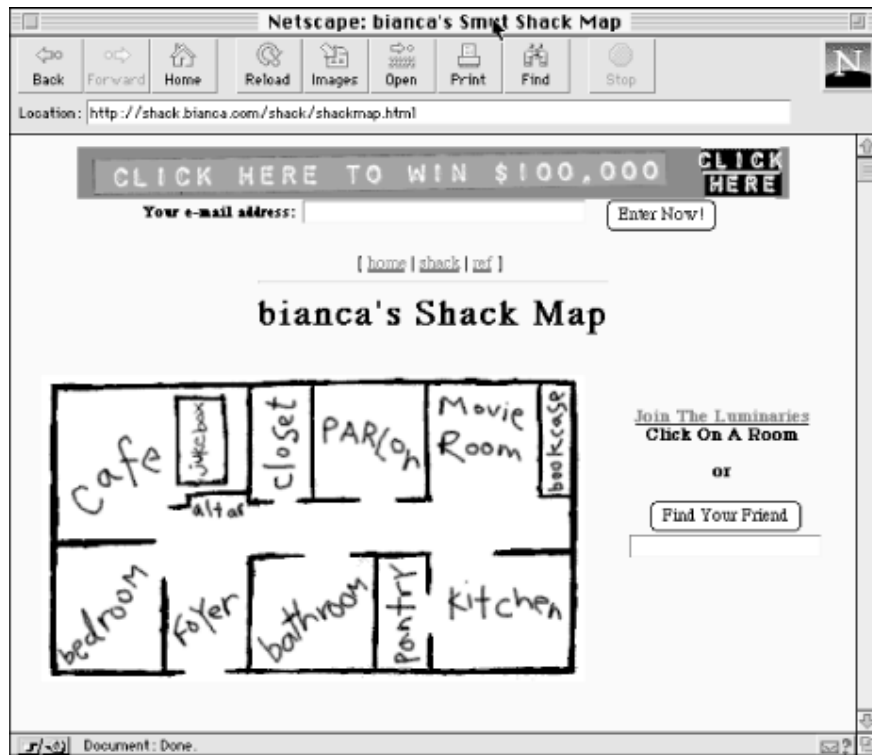 Netscape: bianca's Smut Shack Map
Back Forward Home Reload Images Open Print Find Stop
N
Location: http://shack.bianca.com/shack/shackmap.html
CLICK HERE TO WIN $100,000 CLICK HERE
Your e-mail address: Enter Now!
[ home | shack | ref ]
bianca's Shack Map
cafe
jukebox
altar
closet
PARlor
Movie Room
bookcase
bedroom
Foyer
bathroom
pantry
kitchen
Join The Luminaries
Click On A Room
or
Find Your Friend
Document: Done.
?